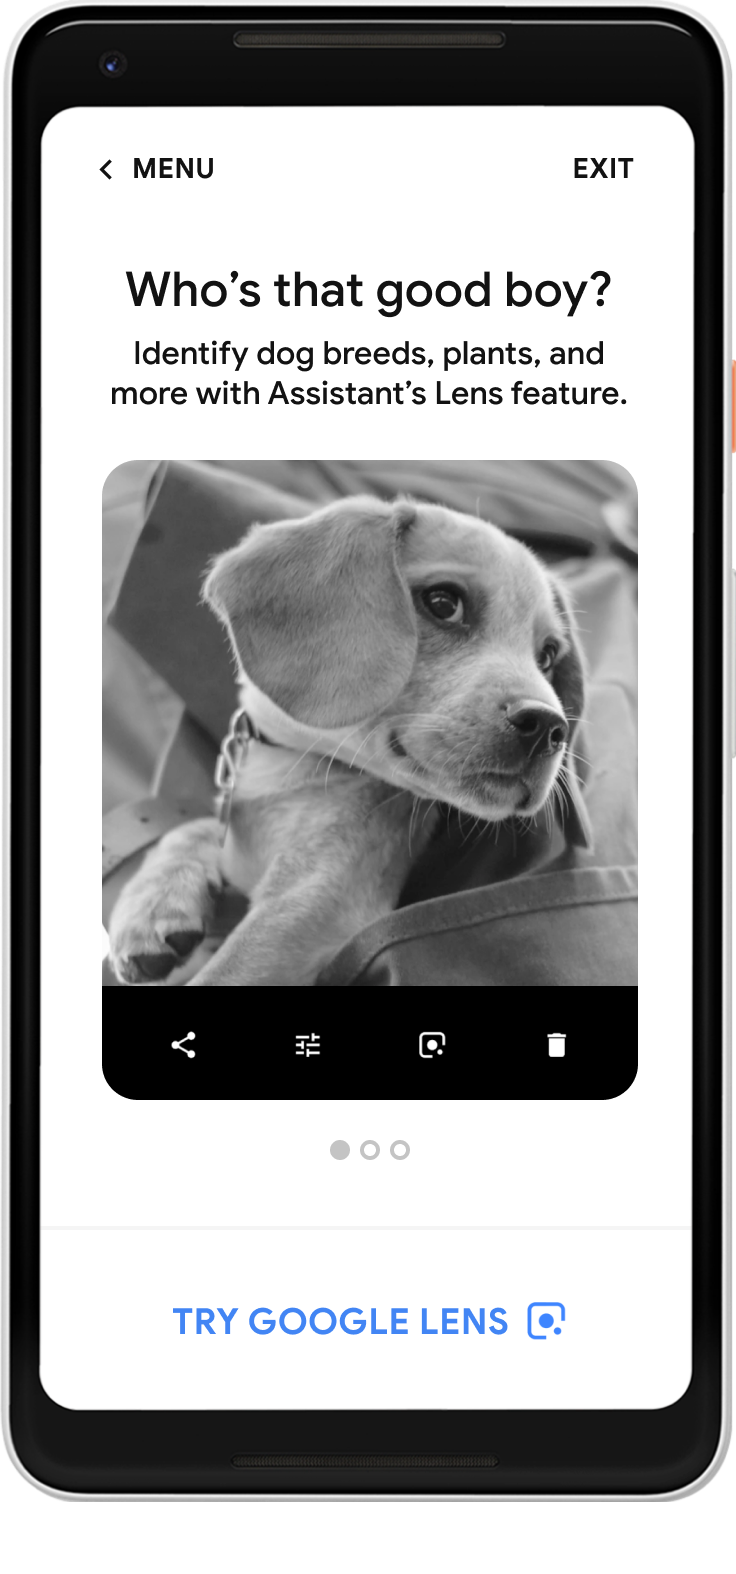 MENU
EXIT
Who’s that good boy?
Identify dog breeds, plants, and
more with Assistant’s Lens feature.
TRY GOOGLE LENS